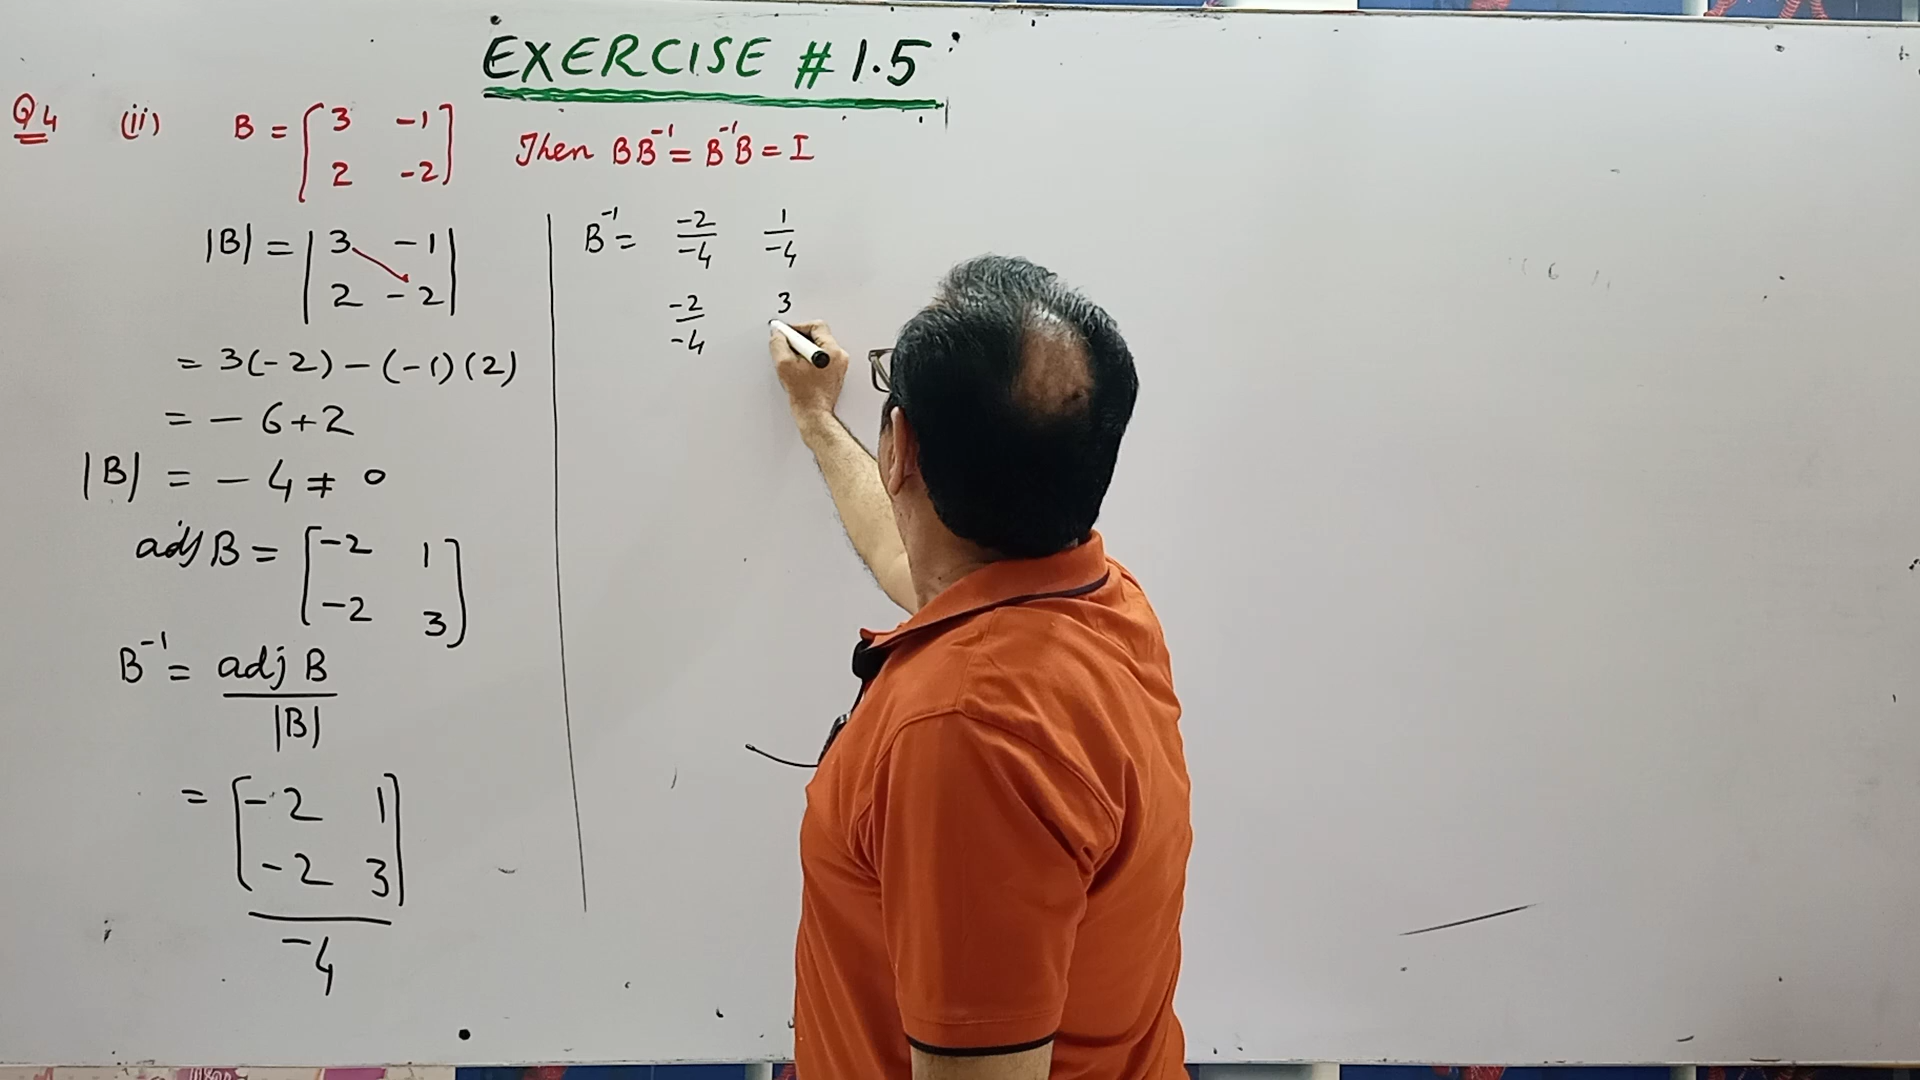 EXERCISE # 1.5
Q4 (ii) B = [3 -1
2 -2] Then BB⁻¹ = B⁻¹B = I
|B| = |3 -1
2 -2|
= 3(-2) - (-1)(2)
= - 6+2
|B| = - 4 ≠ 0
adj B = [-2 1
-2 3]
B⁻¹ = adj B
|B|
= [-2 1
-2 3]
-4
B⁻¹ = -2/-4 1/-4
-2/-4 3